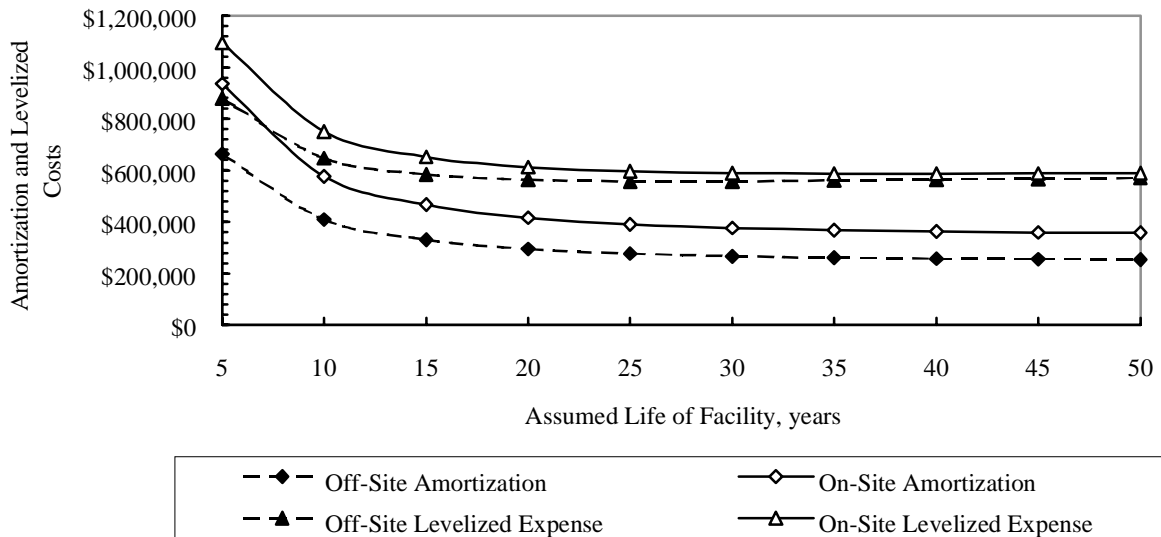 Amortization and Levelized
Costs
$1,200,000
$1,000,000
$800,000
$600,000
$400,000
$200,000
$0
5 10 15 20 25 30 35 40 45 50
Assumed Life of Facility, years
Off-Site Amortization On-Site Amortization
Off-Site Levelized Expense On-Site Levelized Expense